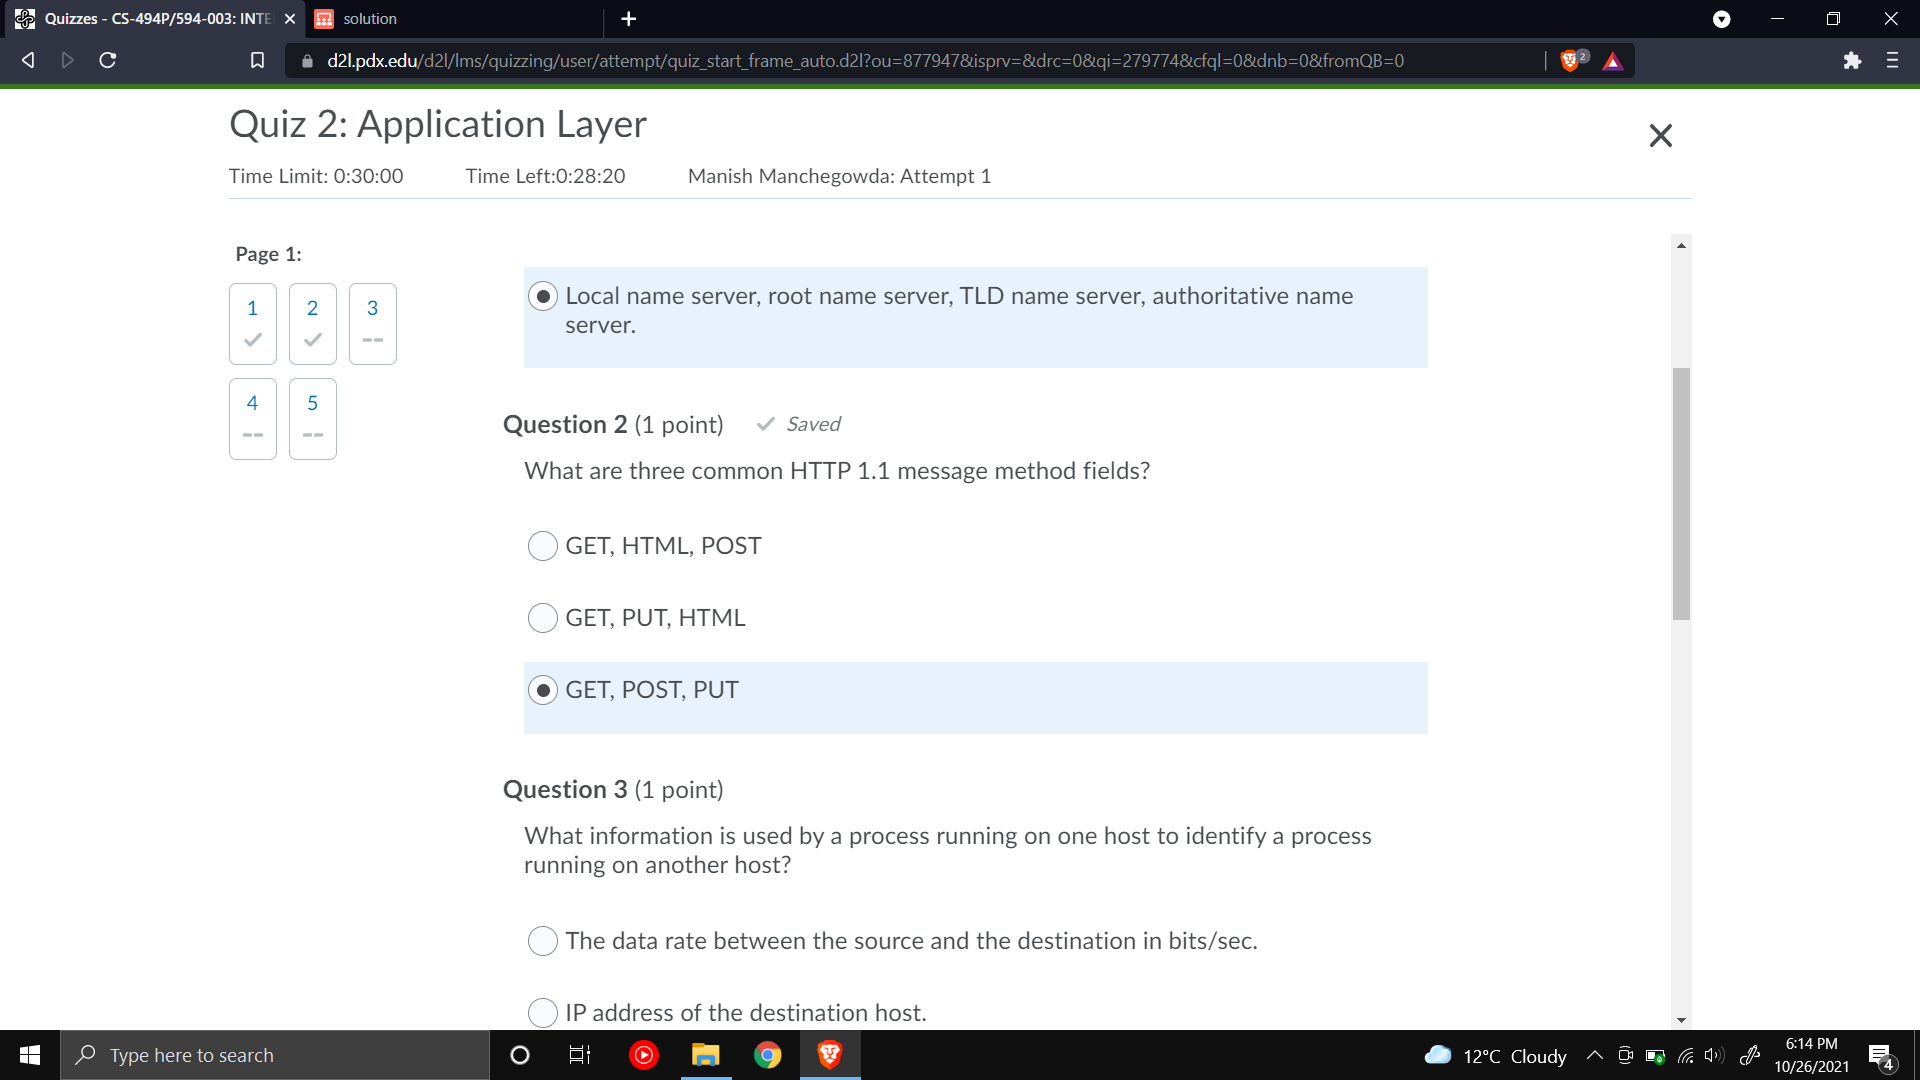 Quizzes - CS-494P/594-003: INTE
solution
d2l.pdx.edu/d2l/lms/quizzing/user/attempt/quiz_start_frame_auto.d2l?ou=877947&isprv=&drc=0&qi=279774&cfql=0&dnb=0&fromQB=0
2
Quiz 2: Application Layer
Time Limit: 0:30:00 Time Left:0:28:20 Manish Manchegowda: Attempt 1
Page 1:
1 2 3
--
4 5
-- --
Local name server, root name server, TLD name server, authoritative name
server.
Question 2 (1 point) Saved
What are three common HTTP 1.1 message method fields?
GET, HTML, POST
GET, PUT, HTML
GET, POST, PUT
Question 3 (1 point)
What information is used by a process running on one host to identify a process
running on another host?
The data rate between the source and the destination in bits/sec.
IP address of the destination host.
Type here to search
12°C Cloudy
6:14 PM
10/26/2021
4